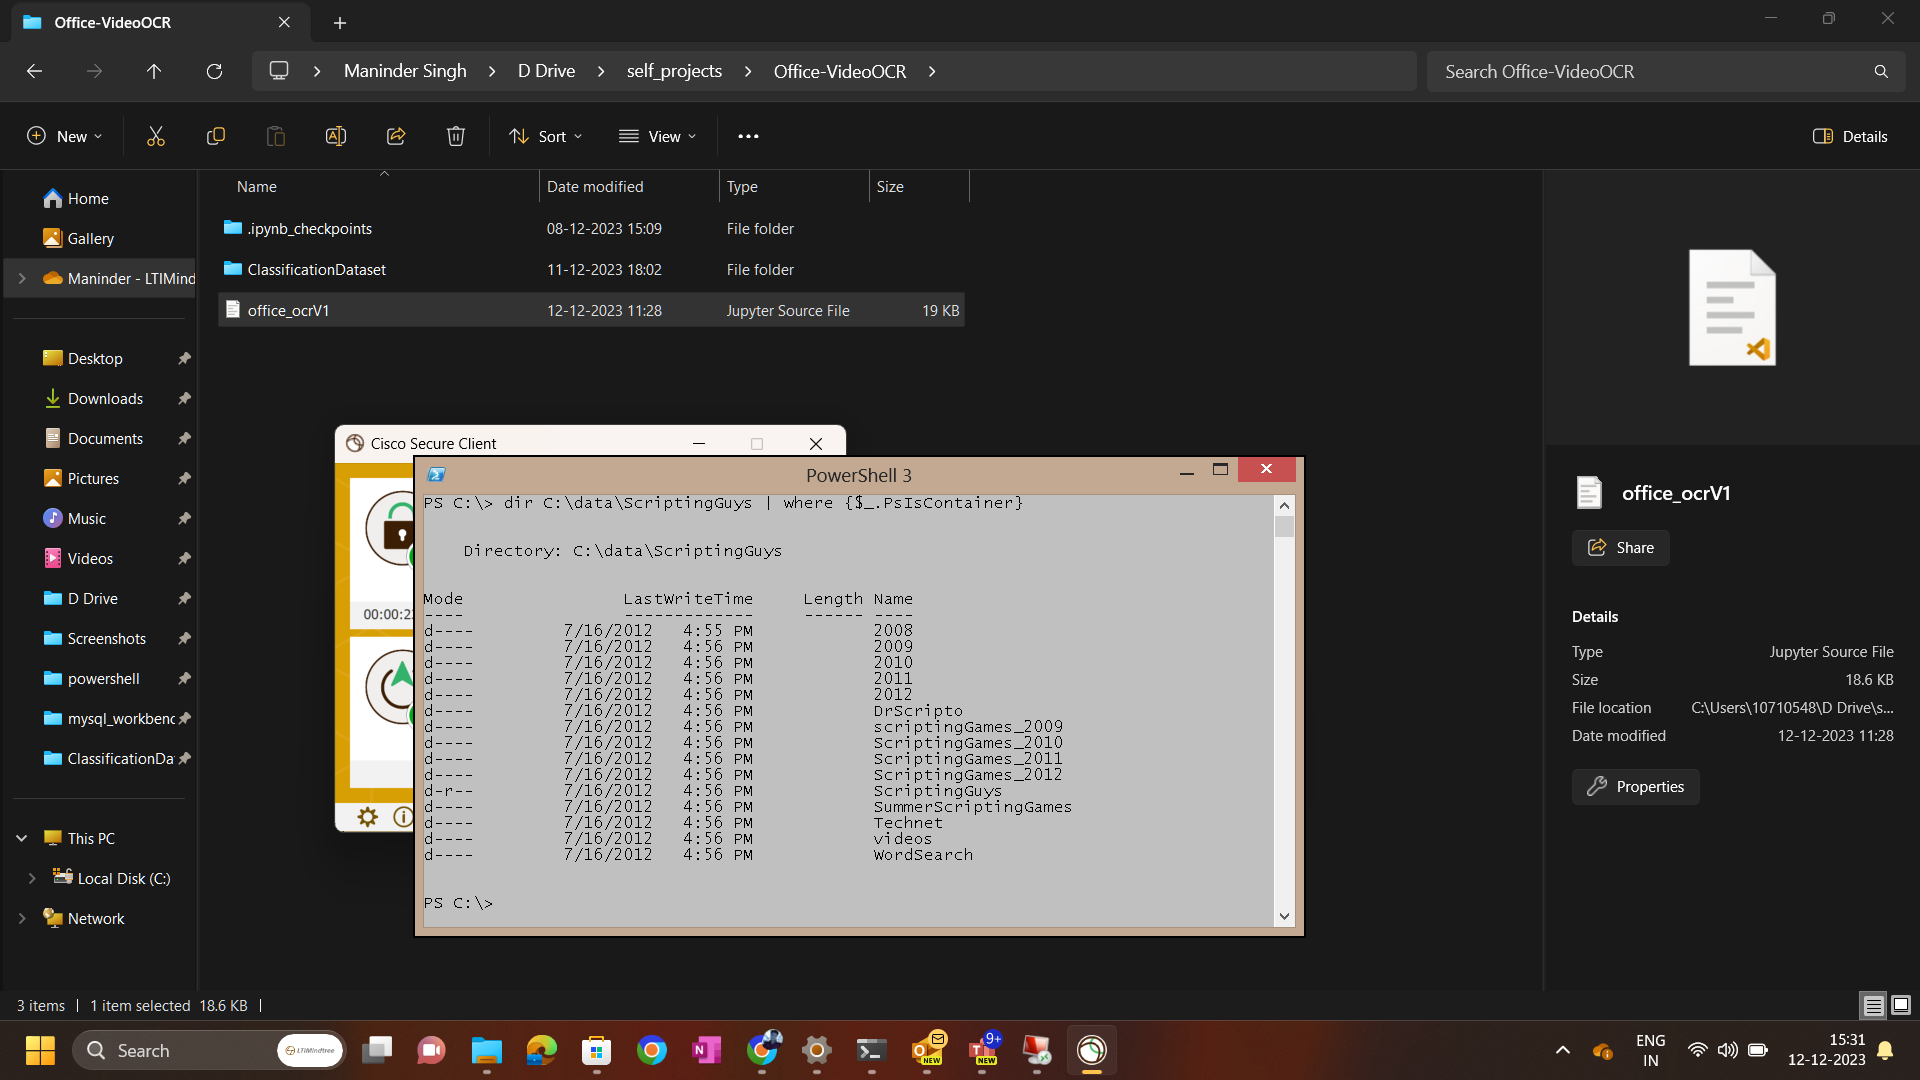 Office-VideoOCR
Maninder Singh > D Drive > self_projects > Office-VideoOCR >
Search Office-VideoOCR
New
Sort
View
Details
Name Date modified Type Size
.ipynb_checkpoints 08-12-2023 15:09 File folder
ClassificationDataset 11-12-2023 18:02 File folder
office_ocrV1 12-12-2023 11:28 Jupyter Source File 19 KB
Home
Gallery
Maninder - LTIMind
Desktop
Downloads
Documents
Pictures
Music
Videos
D Drive
Screenshots
powershell
mysql_workbenc
ClassificationDa
This PC
Local Disk (C:)
Network
Cisco Secure Client
00:00:2
PowerShell 3
PS C:\> dir C:\data\ScriptingGuys | where {$_.PsIsContainer}
Directory: C:\data\ScriptingGuys
Mode LastWriteTime Length Name
---- ------------- ------ ----
d---- 7/16/2012 4:55 PM 2008
d---- 7/16/2012 4:56 PM 2009
d---- 7/16/2012 4:56 PM 2010
d---- 7/16/2012 4:56 PM 2011
d---- 7/16/2012 4:56 PM 2012
d---- 7/16/2012 4:56 PM DrScripto
d---- 7/16/2012 4:56 PM scriptingGames_2009
d---- 7/16/2012 4:56 PM ScriptingGames_2010
d---- 7/16/2012 4:56 PM ScriptingGames_2011
d---- 7/16/2012 4:56 PM ScriptingGames_2012
d-r-- 7/16/2012 4:56 PM ScriptingGuys
d---- 7/16/2012 4:56 PM SummerScriptingGames
d---- 7/16/2012 4:56 PM Technet
d---- 7/16/2012 4:56 PM videos
d---- 7/16/2012 4:56 PM WordSearch
PS C:\>
office_ocrV1
Share
Details
Type Jupyter Source File
Size 18.6 KB
File location C:\Users\10710548\D Drive\s...
Date modified 12-12-2023 11:28
Properties
3 items | 1 item selected 18.6 KB |
Search
LTIMindtree
NEW
9+
NEW
ENG
IN
15:31
12-12-2023